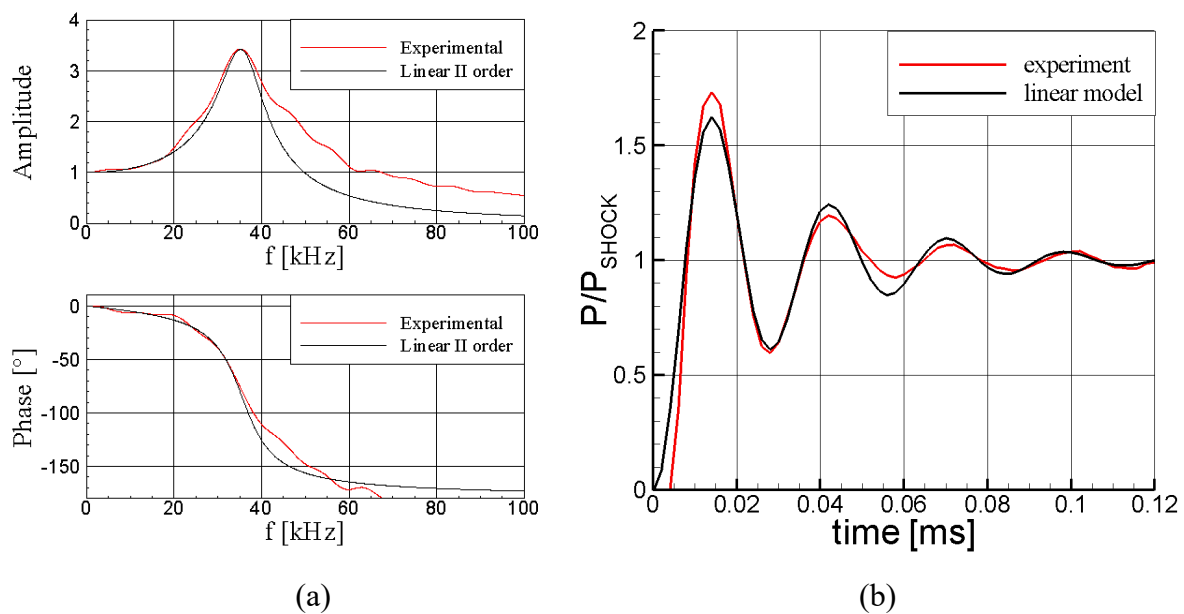 4
3
2
1
0
Amplitude
Experimental
Linear II order
0 20 40 60 80 100
f [kHz]
0
-50
-100
-150
Phase [°]
Experimental
Linear II order
0 20 40 60 80 100
f [kHz]
(a)
2
1.5
1
0.5
0
P/P SHOCK
experiment
linear model
0 0.02 0.04 0.06 0.08 0.1 0.12
time [ms]
(b)